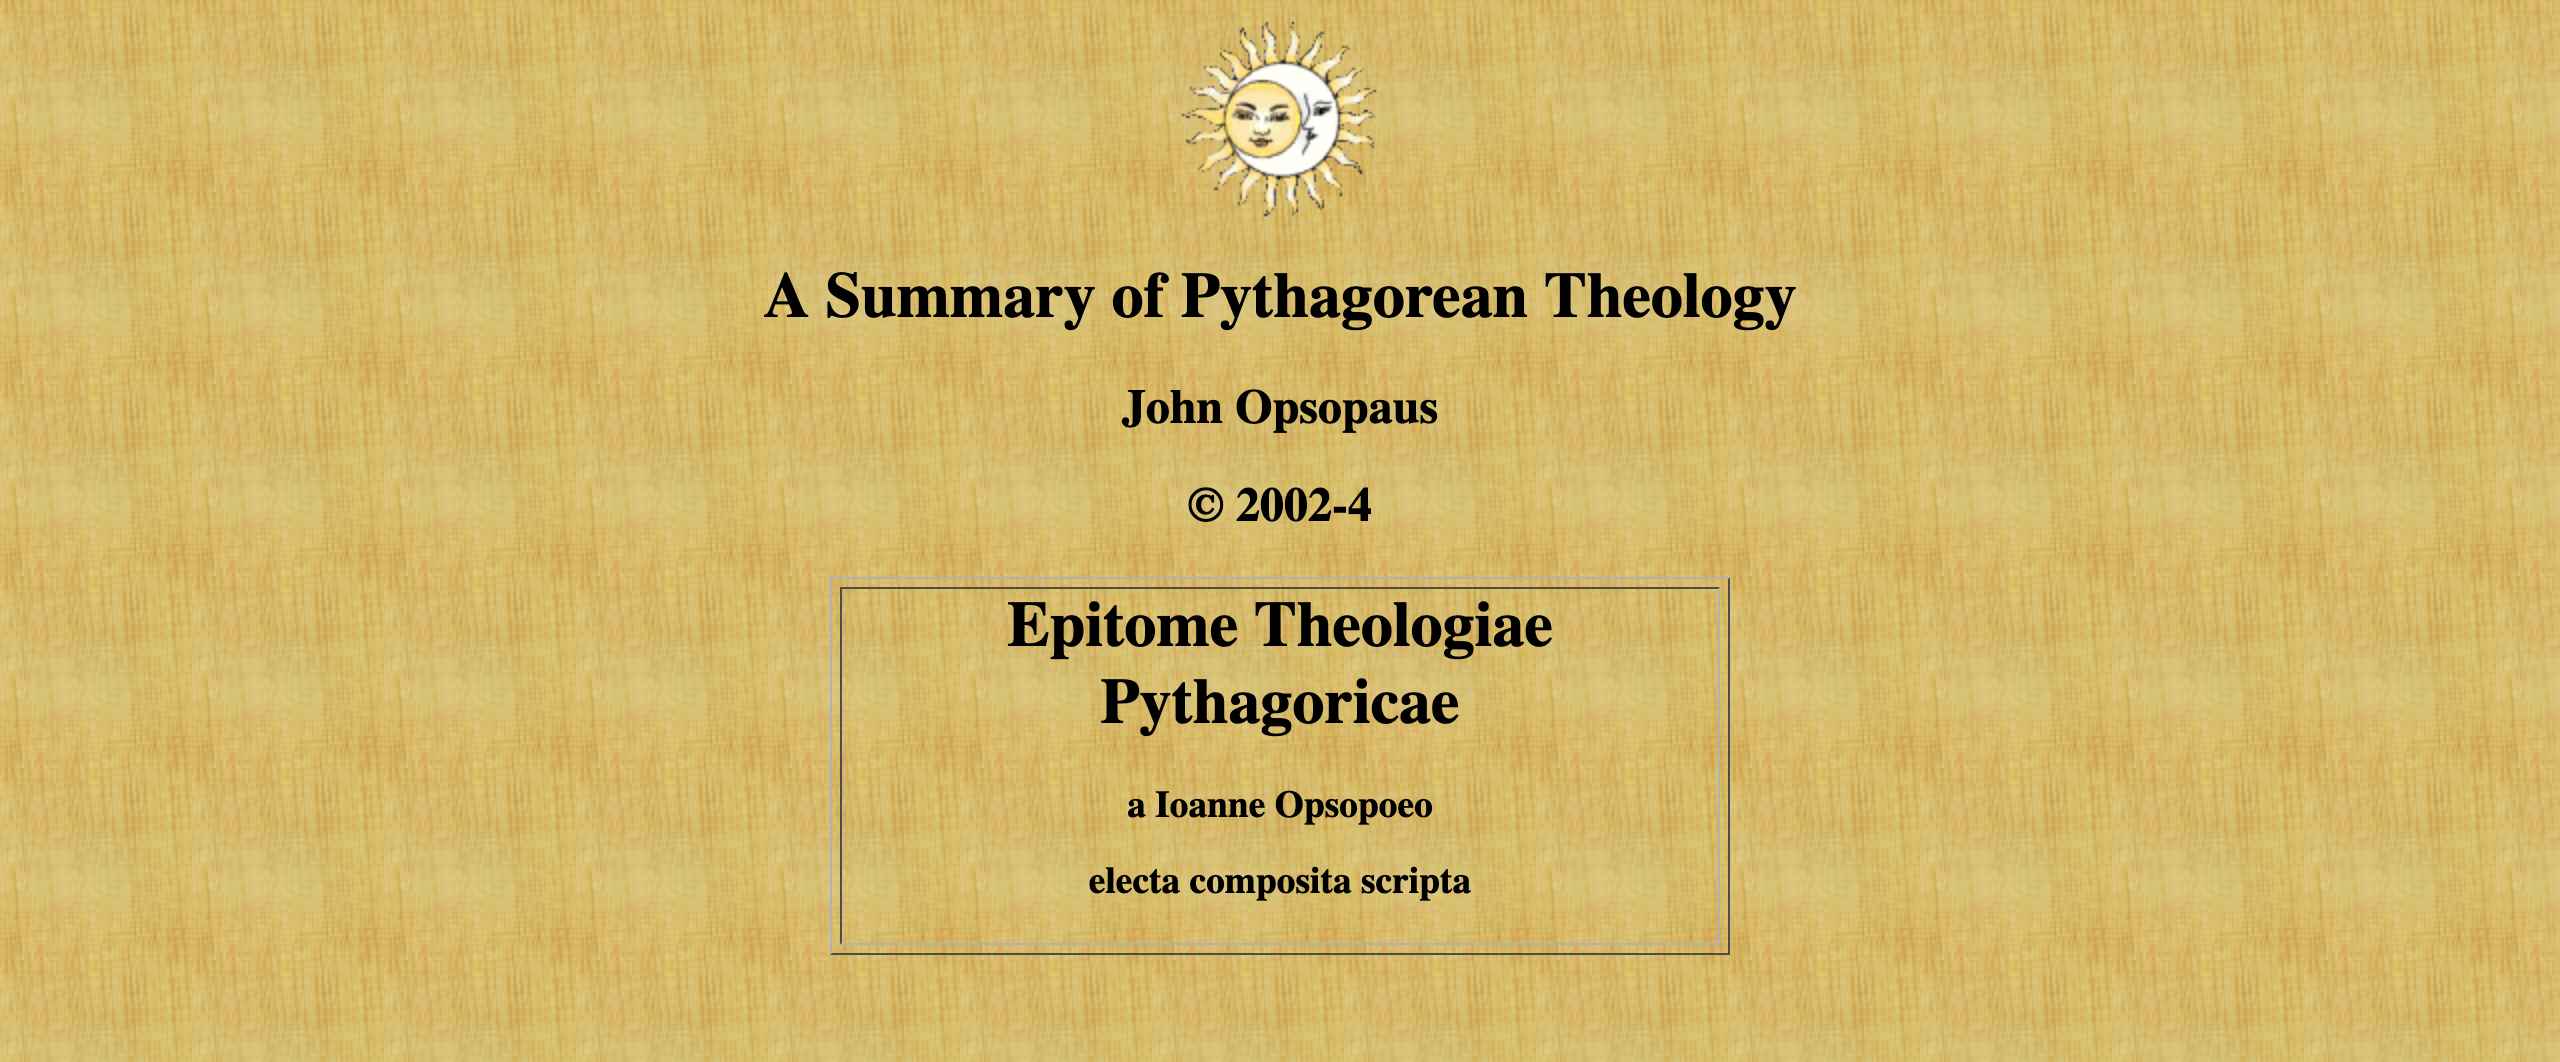 A Summary of Pythagorean Theology
John Opsopaus
© 2002-4
Epitome Theologiae
Pythagoricae
a Ioanne Opsopoeo
electa composita scripta